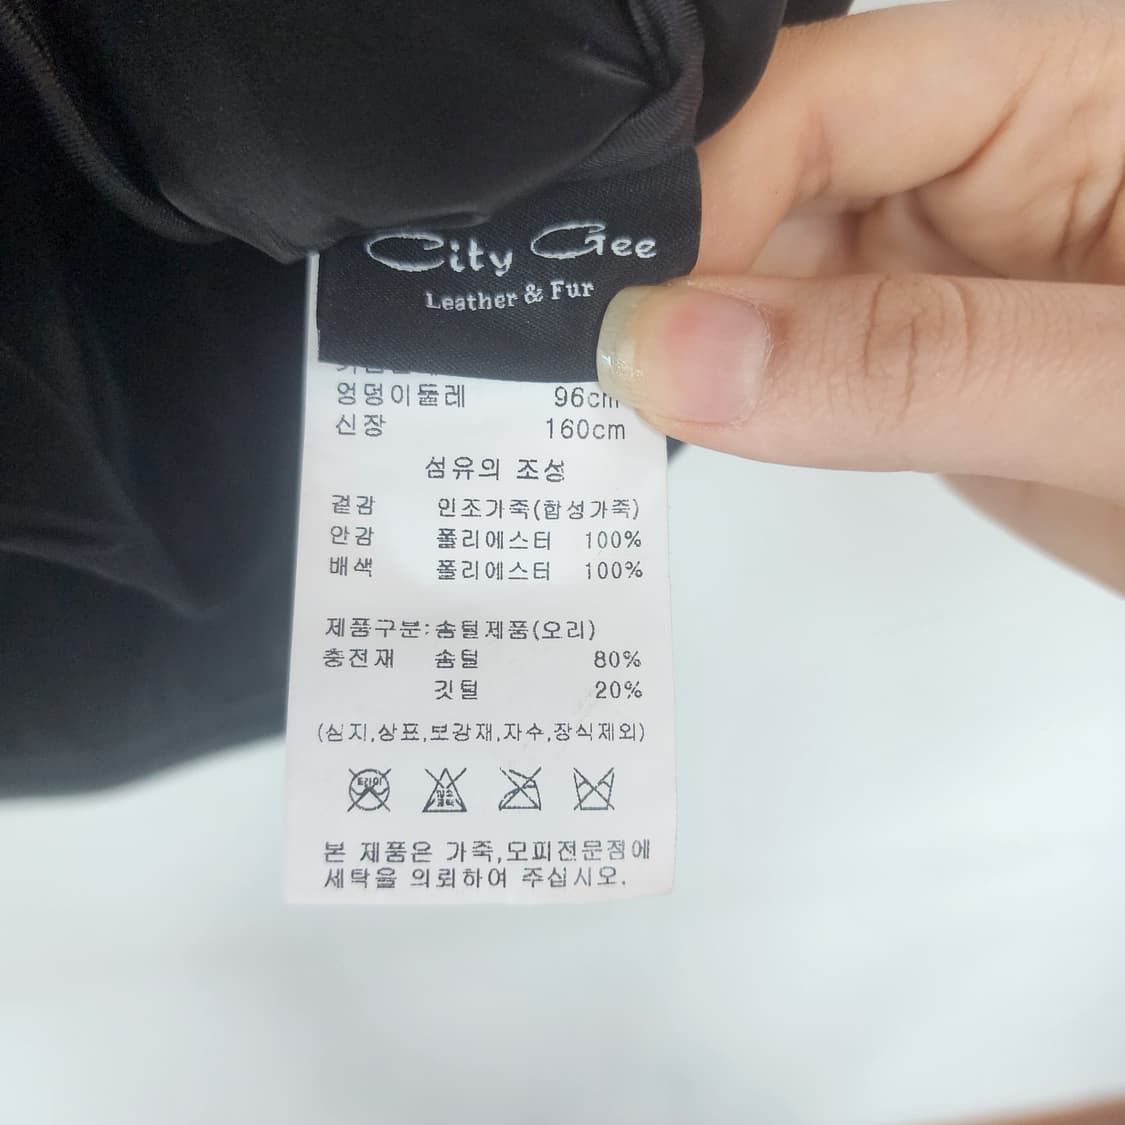 City Gee
Leather & Fur
엉덩이둘레 96cm
신장 160cm
섬유의 조성
겉감 인조가죽(합성가죽)
안감 폴리에스터 100%
배색 폴리에스터 100%
제품구분:솜털제품(오리)
충전재 솜털 80%
깃털 20%
(심지,상표,보강재,자수,장식제외)
드라이
본 제품은 가죽,모피전문점에
세탁을 의뢰하여 주십시오.